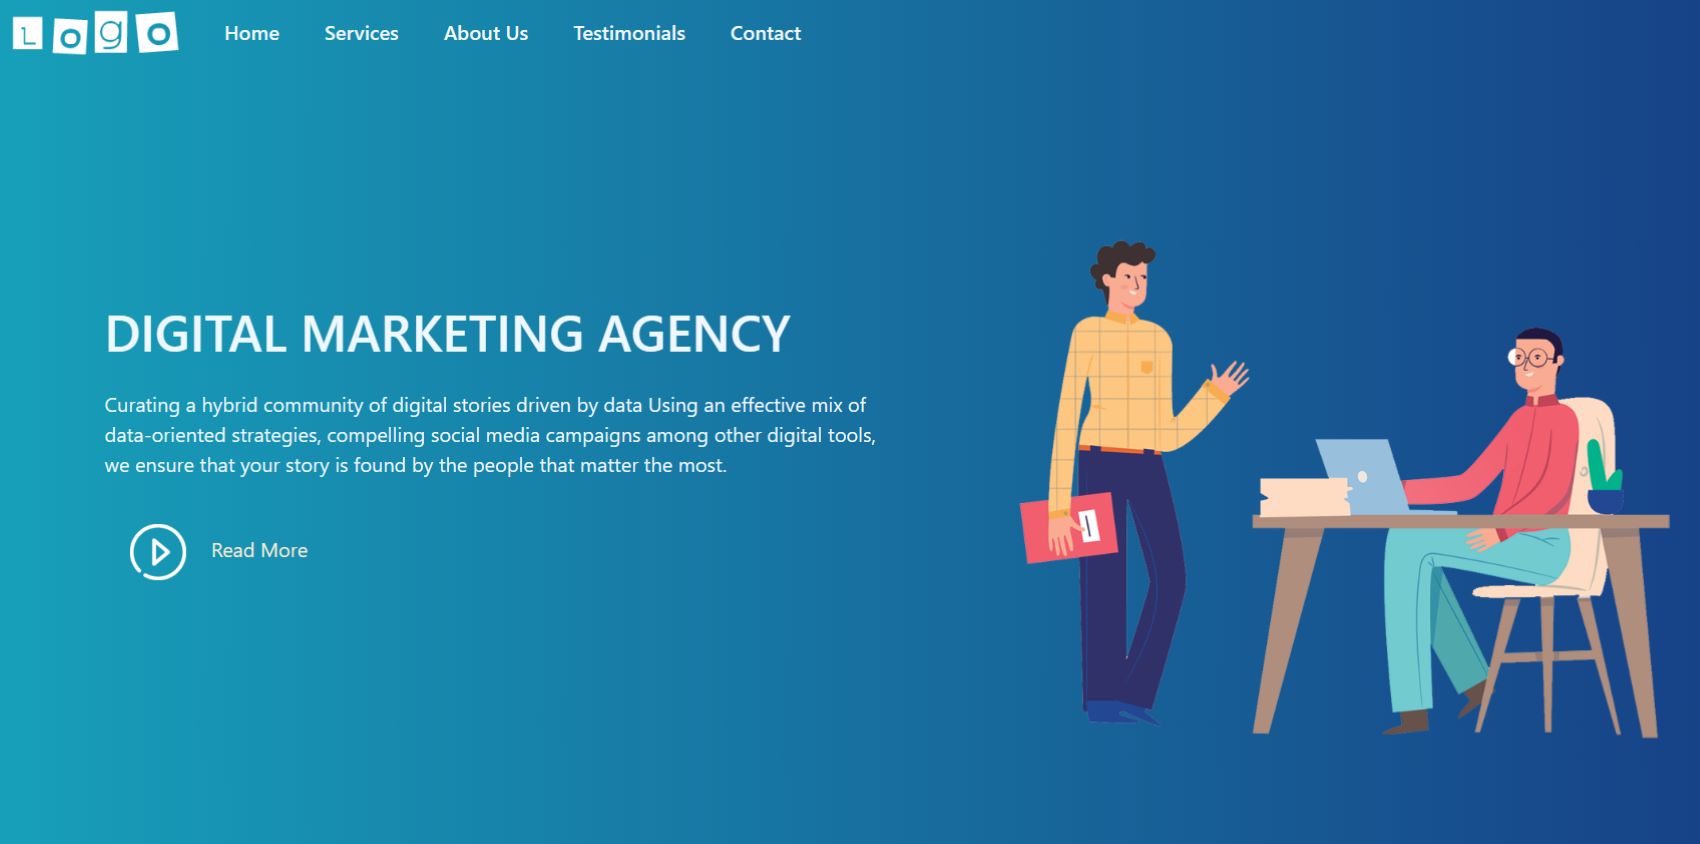 Logo Home Services About Us Testimonials Contact
DIGITAL MARKETING AGENCY
Curating a hybrid community of digital stories driven by data Using an effective mix of
data-oriented strategies, compelling social media campaigns among other digital tools,
we ensure that your story is found by the people that matter the most.
Read More